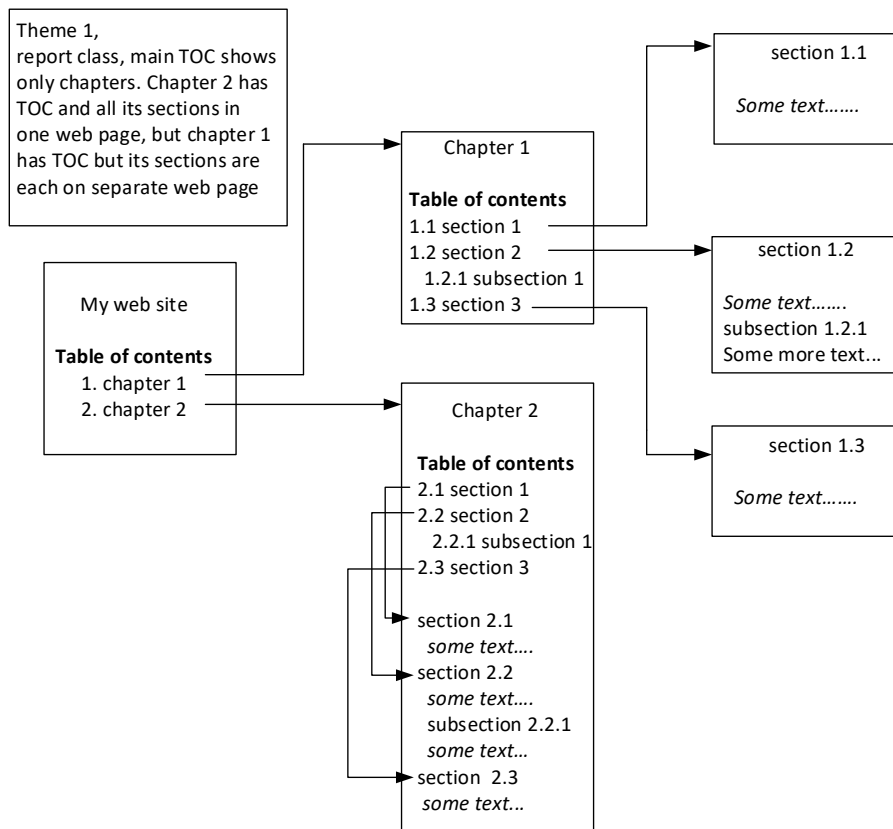 Theme 1,
report class, main TOC shows
only chapters. Chapter 2 has
TOC and all its sections in
one web page, but chapter 1
has TOC but its sections are
each on separate web page
My web site
Table of contents
1. chapter 1
2. chapter 2
Chapter 1
Table of contents
1.1 section 1
1.2 section 2
1.2.1 subsection 1
1.3 section 3
Chapter 2
Table of contents
2.1 section 1
2.2 section 2
2.2.1 subsection 1
2.3 section 3
section 2.1
some text….
section 2.2
some text….
subsection 2.2.1
some text…
section  2.3
some text...
section 1.1
Some text…….
section 1.2
Some text…….
subsection 1.2.1
Some more text...
section 1.3
Some text…….